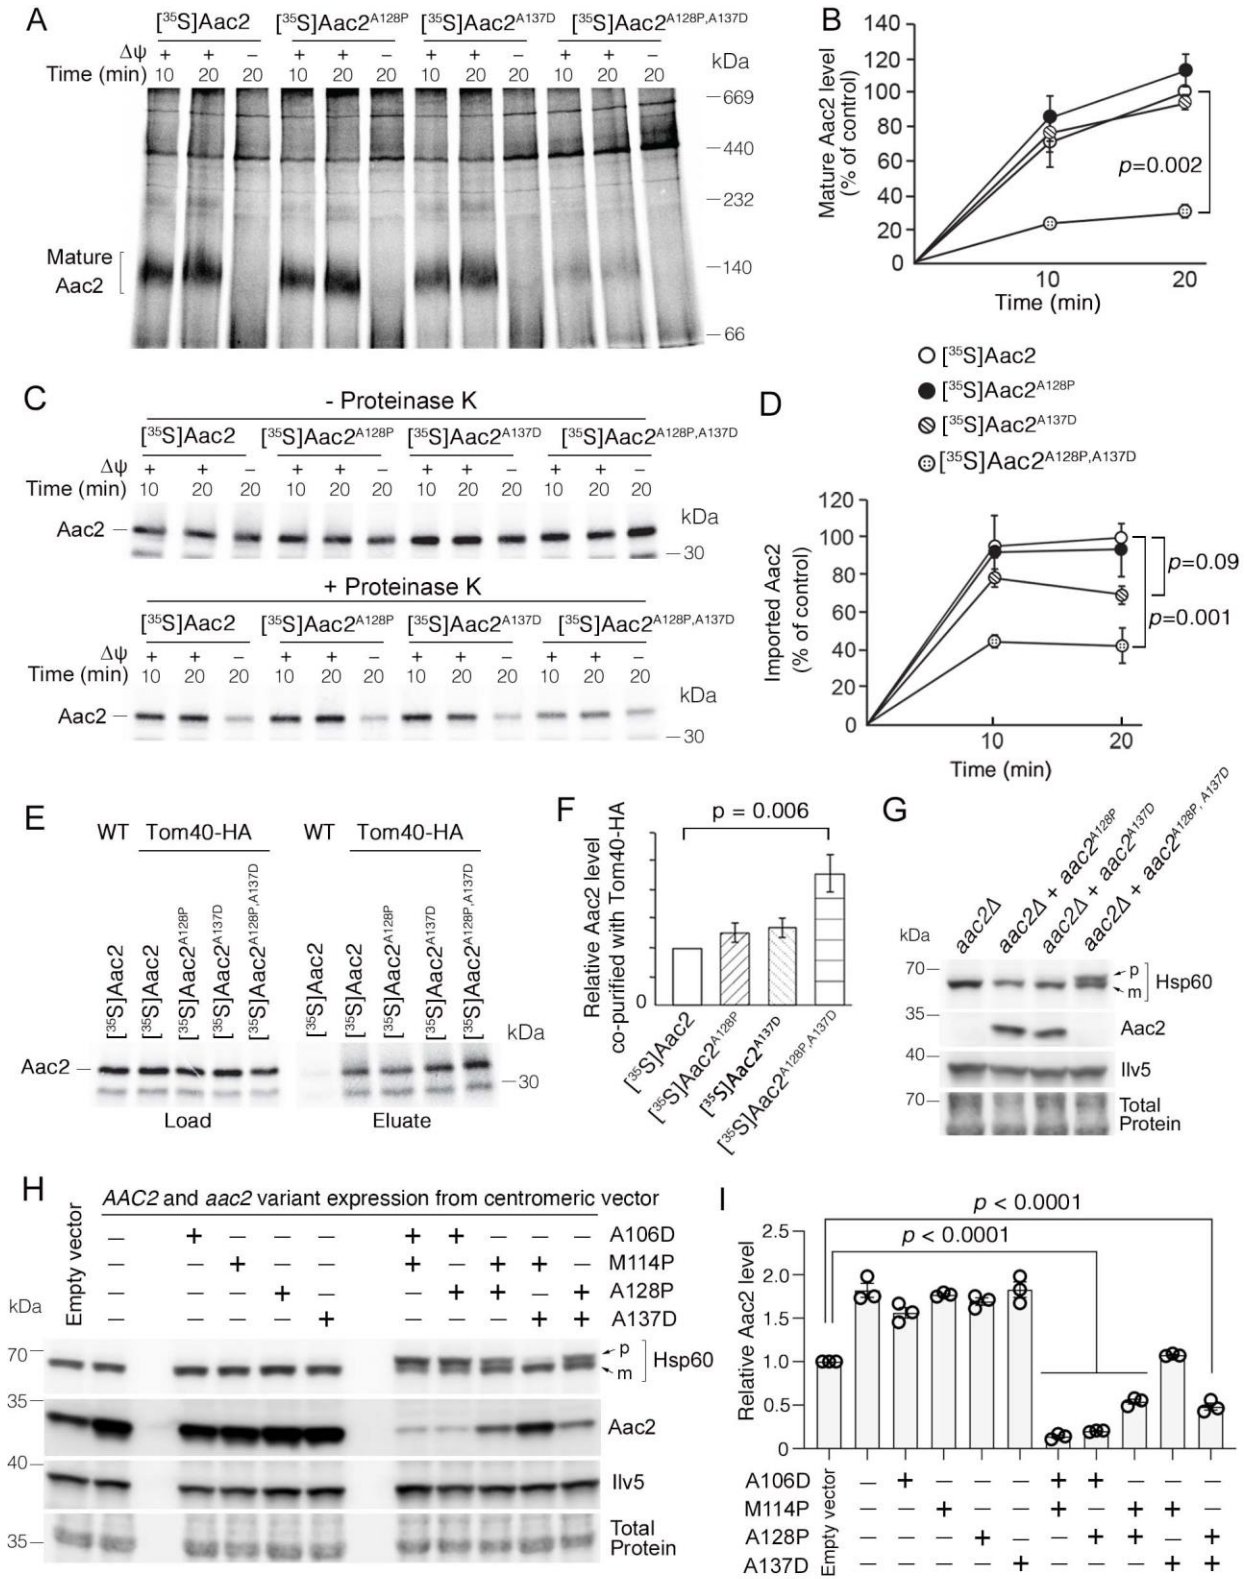 A
[³⁵S]Aac2 [³⁵S]Aac2ᴬ¹²⁸ᴾ [³⁵S]Aac2ᴬ¹³⁷ᴰ [³⁵S]Aac2ᴬ¹²⁸ᴾ,ᴬ¹³⁷ᴰ
Δψ + + – + + – + + – + + –
Time (min) 10 20 20 10 20 20 10 20 20 10 20 20
kDa
669
440
232
140
66
Mature
Aac2
B
Mature Aac2 level
(% of control)
140
120
100
80
60
40
20
0
p=0.002
10 20
Time (min)
[³⁵S]Aac2
[³⁵S]Aac2ᴬ¹²⁸ᴾ
[³⁵S]Aac2ᴬ¹³⁷ᴰ
[³⁵S]Aac2ᴬ¹²⁸ᴾ,ᴬ¹³⁷ᴰ
C
- Proteinase K
[³⁵S]Aac2 [³⁵S]Aac2ᴬ¹²⁸ᴾ [³⁵S]Aac2ᴬ¹³⁷ᴰ [³⁵S]Aac2ᴬ¹²⁸ᴾ,ᴬ¹³⁷ᴰ
Δψ + + – + + – + + – + + –
Time (min) 10 20 20 10 20 20 10 20 20 10 20 20
kDa
Aac2
30
+ Proteinase K
[³⁵S]Aac2 [³⁵S]Aac2ᴬ¹²⁸ᴾ [³⁵S]Aac2ᴬ¹³⁷ᴰ [³⁵S]Aac2ᴬ¹²⁸ᴾ,ᴬ¹³⁷ᴰ
Δψ + + – + + – + + – + + –
Time (min) 10 20 20 10 20 20 10 20 20 10 20 20
kDa
Aac2
30
D
Imported Aac2
(% of control)
120
100
80
60
40
20
0
p=0.09
p=0.001
10 20
Time (min)
E
WT Tom40-HA WT Tom40-HA
[³⁵S]Aac2 [³⁵S]Aac2 [³⁵S]Aac2ᴬ¹²⁸ᴾ [³⁵S]Aac2ᴬ¹³⁷ᴰ [³⁵S]Aac2ᴬ¹²⁸ᴾ,ᴬ¹³⁷ᴰ
[³⁵S]Aac2 [³⁵S]Aac2 [³⁵S]Aac2ᴬ¹²⁸ᴾ [³⁵S]Aac2ᴬ¹³⁷ᴰ [³⁵S]Aac2ᴬ¹²⁸ᴾ,ᴬ¹³⁷ᴰ
kDa
Aac2
30
Load Eluate
F
Relative Aac2 level
co-purified with Tom40-HA
p = 0.006
0
[³⁵S]Aac2
[³⁵S]Aac2ᴬ¹²⁸ᴾ
[³⁵S]Aac2ᴬ¹³⁷ᴰ
[³⁵S]Aac2ᴬ¹²⁸ᴾ,ᴬ¹³⁷ᴰ
G
aac2Δ
aac2Δ + aac2ᴬ¹²⁸ᴾ
aac2Δ + aac2ᴬ¹³⁷ᴰ
aac2Δ + aac2ᴬ¹²⁸ᴾ, ᴬ¹³⁷ᴰ
kDa
70 p
m Hsp60
35
Aac2
40
Ilv5
70 Total
Protein
H
AAC2 and aac2 variant expression from centromeric vector
Empty vector
– + – – – + + – – – A106D
– – + – – + – + + – M114P
– – – + – – + + – + A128P
– – – – + – – – + + A137D
kDa
70 p
m Hsp60
35
Aac2
40
Ilv5
35 Total
Protein
I
p < 0.0001
p < 0.0001
Relative Aac2 level
2.5
2.0
1.5
1.0
0.5
0
Empty vector
A106D – + – – – + + – – –
M114P – – + – – + – + + –
A128P – – – + – – + + – +
A137D – – – – + – – – + +